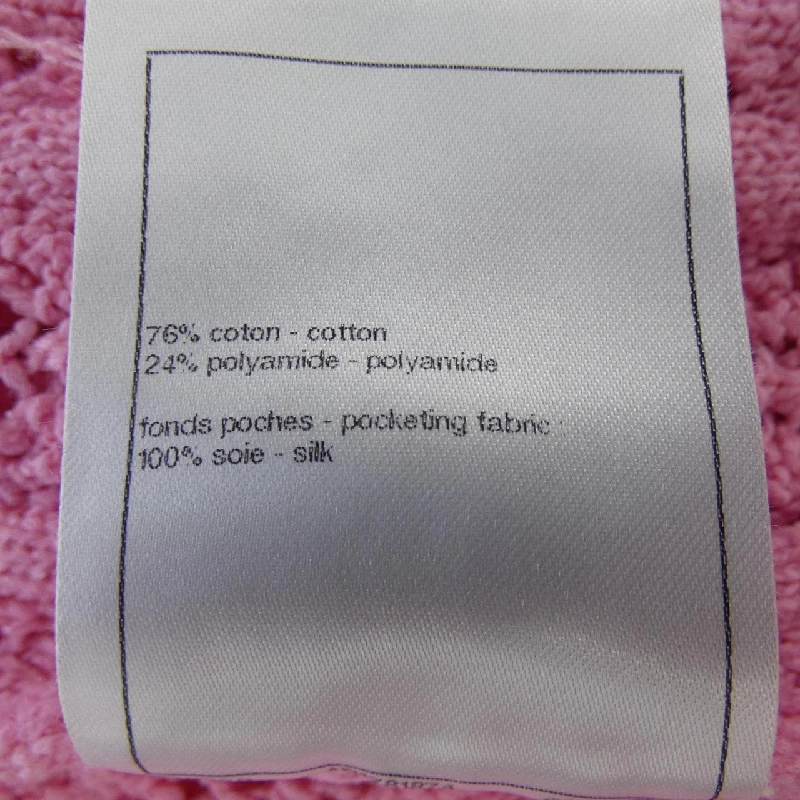 76% coton - cotton
24% polyamide - polyamide
fonds poches - pocketing fabric :
100% soie - silk